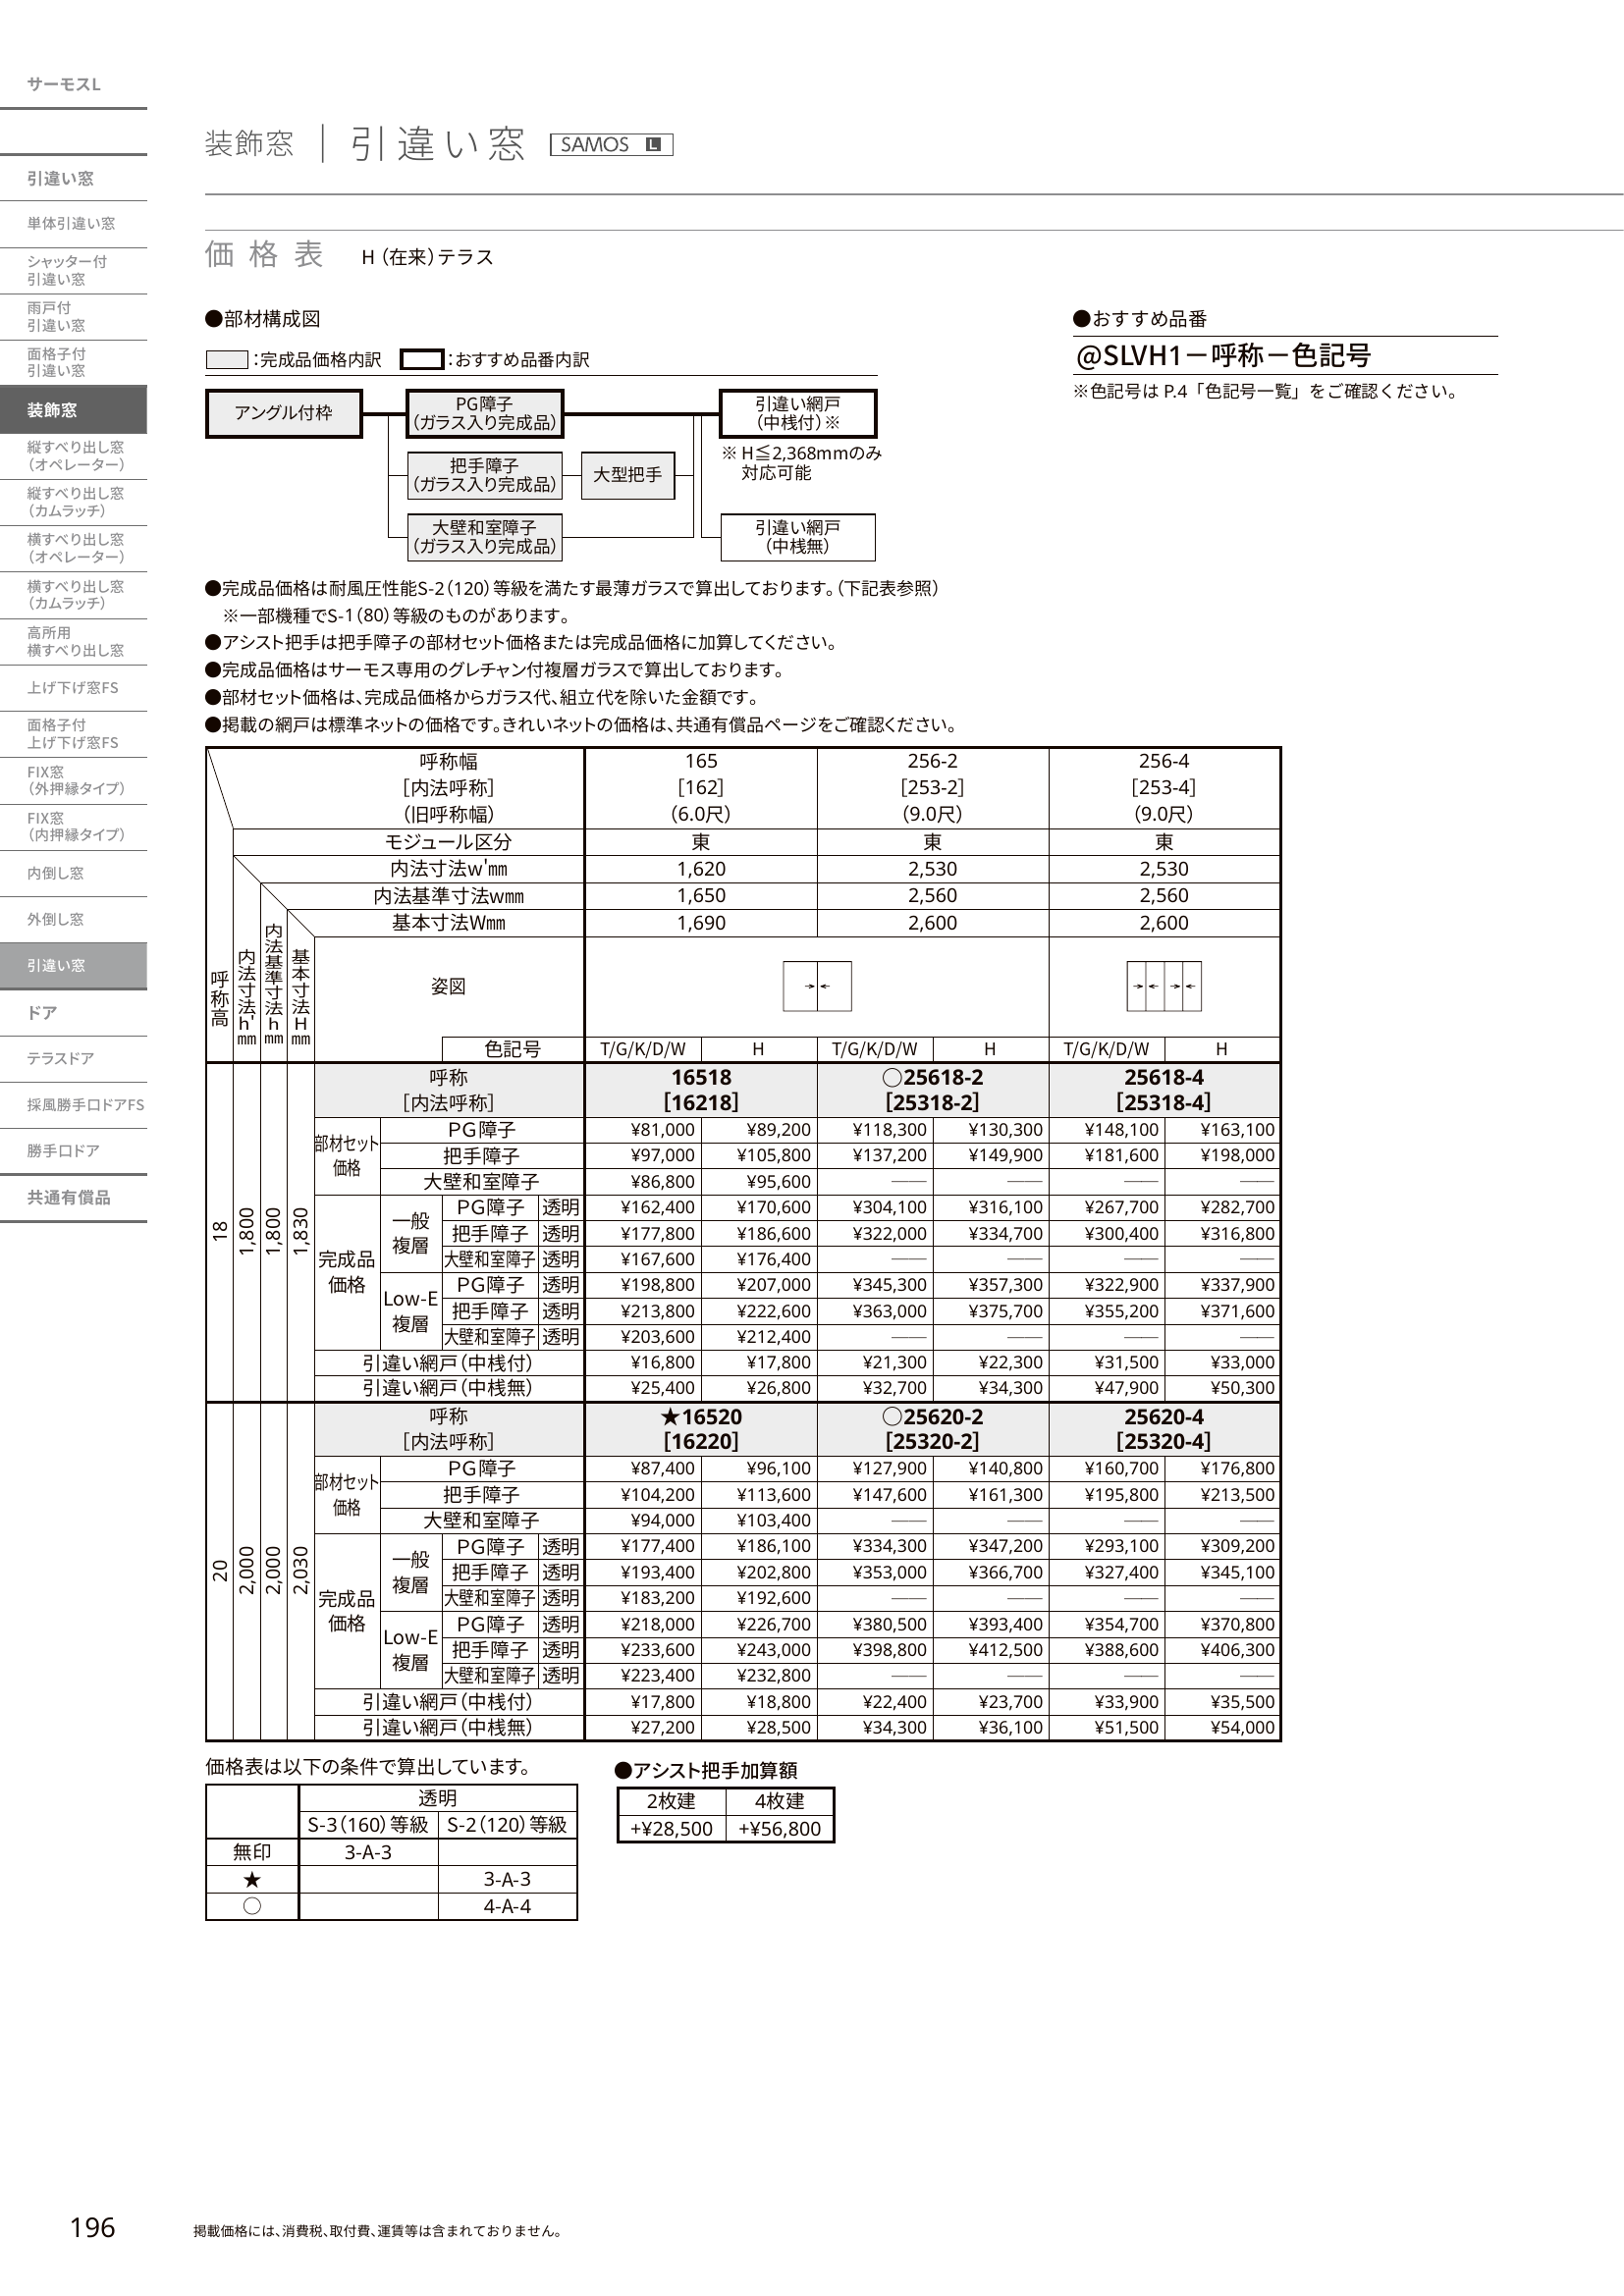 サーモスL
引違い窓
単体引違い窓
シャッター付
引違い窓
雨戸付
引違い窓
面格子付
引違い窓
装飾窓
縦すべり出し窓
（オペレーター）
縦すべり出し窓
（カムラッチ）
横すべり出し窓
（オペレーター）
横すべり出し窓
（カムラッチ）
高所用
横すべり出し窓
上げ下げ窓FS
面格子付
上げ下げ窓FS
FIX窓
（外押縁タイプ）
FIX窓
（内押縁タイプ）
内倒し窓
外倒し窓
引違い窓
ドア
テラスドア
採風勝手口ドアFS
勝手口ドア
共通有償品
装飾窓 引違い窓 SAMOS L
価格表 H（在来）テラス
●部材構成図
：完成品価格内訳 ：おすすめ品番内訳
アングル付枠
PG障子
（ガラス入り完成品）
引違い網戸
（中桟付）※
※H≦2,368mmのみ
対応可能
把手障子
（ガラス入り完成品）
大型把手
大壁和室障子
（ガラス入り完成品）
引違い網戸
（中桟無）
●おすすめ品番
@SLVH1－呼称－色記号
※色記号は P.4「色記号一覧」をご確認ください。
●完成品価格は耐風圧性能S-2（120）等級を満たす最薄ガラスで算出しております。（下記表参照）
※一部機種でS-1（80）等級のものがあります。
●アシスト把手は把手障子の部材セット価格または完成品価格に加算してください。
●完成品価格はサーモス専用のグレチャン付複層ガラスで算出しております。
●部材セット価格は、完成品価格からガラス代、組立代を除いた金額です。
●掲載の網戸は標準ネットの価格です。きれいネットの価格は、共通有償品ページをご確認ください。
呼称幅 165 256-2 256-4
［内法呼称］ ［162］ ［253-2］ ［253-4］
（旧呼称幅） （6.0尺） （9.0尺） （9.0尺）
モジュール区分 東 東 東
内法寸法w'㎜ 1,620 2,530 2,530
内法基準寸法w㎜ 1,650 2,560 2,560
基本寸法W㎜ 1,690 2,600 2,600
呼称高 内法寸法h'㎜ 内法基準寸法h㎜ 基本寸法H㎜
姿図
色記号 T/G/K/D/W H T/G/K/D/W H T/G/K/D/W H
18 1,800 1,800 1,830
呼称 16518 ○25618-2 25618-4
［内法呼称］ ［16218］ ［25318-2］ ［25318-4］
部材セット価格 PG障子 ¥81,000 ¥89,200 ¥118,300 ¥130,300 ¥148,100 ¥163,100
把手障子 ¥97,000 ¥105,800 ¥137,200 ¥149,900 ¥181,600 ¥198,000
大壁和室障子 ¥86,800 ¥95,600 —— —— —— ——
完成品価格 一般複層 PG障子 透明 ¥162,400 ¥170,600 ¥304,100 ¥316,100 ¥267,700 ¥282,700
把手障子 透明 ¥177,800 ¥186,600 ¥322,000 ¥334,700 ¥300,400 ¥316,800
大壁和室障子 透明 ¥167,600 ¥176,400 —— —— —— ——
Low-E複層 PG障子 透明 ¥198,800 ¥207,000 ¥345,300 ¥357,300 ¥322,900 ¥337,900
把手障子 透明 ¥213,800 ¥222,600 ¥363,000 ¥375,700 ¥355,200 ¥371,600
大壁和室障子 透明 ¥203,600 ¥212,400 —— —— —— ——
引違い網戸（中桟付） ¥16,800 ¥17,800 ¥21,300 ¥22,300 ¥31,500 ¥33,000
引違い網戸（中桟無） ¥25,400 ¥26,800 ¥32,700 ¥34,300 ¥47,900 ¥50,300
20 2,000 2,000 2,030
呼称 ★16520 ○25620-2 25620-4
［内法呼称］ ［16220］ ［25320-2］ ［25320-4］
部材セット価格 PG障子 ¥87,400 ¥96,100 ¥127,900 ¥140,800 ¥160,700 ¥176,800
把手障子 ¥104,200 ¥113,600 ¥147,600 ¥161,300 ¥195,800 ¥213,500
大壁和室障子 ¥94,000 ¥103,400 —— —— —— ——
完成品価格 一般複層 PG障子 透明 ¥177,400 ¥186,100 ¥334,300 ¥347,200 ¥293,100 ¥309,200
把手障子 透明 ¥193,400 ¥202,800 ¥353,000 ¥366,700 ¥327,400 ¥345,100
大壁和室障子 透明 ¥183,200 ¥192,600 —— —— —— ——
Low-E複層 PG障子 透明 ¥218,000 ¥226,700 ¥380,500 ¥393,400 ¥354,700 ¥370,800
把手障子 透明 ¥233,600 ¥243,000 ¥398,800 ¥412,500 ¥388,600 ¥406,300
大壁和室障子 透明 ¥223,400 ¥232,800 —— —— —— ——
引違い網戸（中桟付） ¥17,800 ¥18,800 ¥22,400 ¥23,700 ¥33,900 ¥35,500
引違い網戸（中桟無） ¥27,200 ¥28,500 ¥34,300 ¥36,100 ¥51,500 ¥54,000
価格表は以下の条件で算出しています。
透明
S-3（160）等級 S-2（120）等級
無印 3-A-3
★ 3-A-3
○ 4-A-4
●アシスト把手加算額
2枚建 4枚建
+¥28,500 +¥56,800
196
掲載価格には、消費税、取付費、運賃等は含まれておりません。